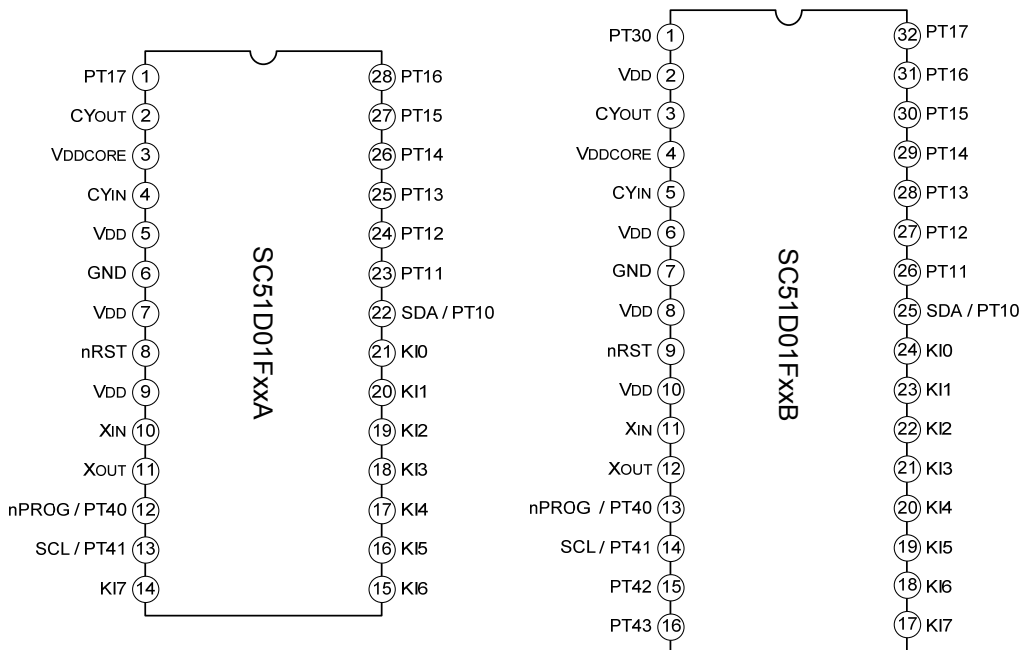 PT17 1
CYOUT 2
VDDCORE 3
CYIN 4
VDD 5
GND 6
VDD 7
nRST 8
VDD 9
XIN 10
XOUT 11
nPROG / PT40 12
SCL / PT41 13
KI7 14
SC51D01FxxA
28 PT16
27 PT15
26 PT14
25 PT13
24 PT12
23 PT11
22 SDA / PT10
21 KI0
20 KI1
19 KI2
18 KI3
17 KI4
16 KI5
15 KI6
PT30 1
VDD 2
CYOUT 3
VDDCORE 4
CYIN 5
VDD 6
GND 7
VDD 8
nRST 9
VDD 10
XIN 11
XOUT 12
nPROG / PT40 13
SCL / PT41 14
PT42 15
PT43 16
SC51D01FxxB
32 PT17
31 PT16
30 PT15
29 PT14
28 PT13
27 PT12
26 PT11
25 SDA / PT10
24 KI0
23 KI1
22 KI2
21 KI3
20 KI4
19 KI5
18 KI6
17 KI7